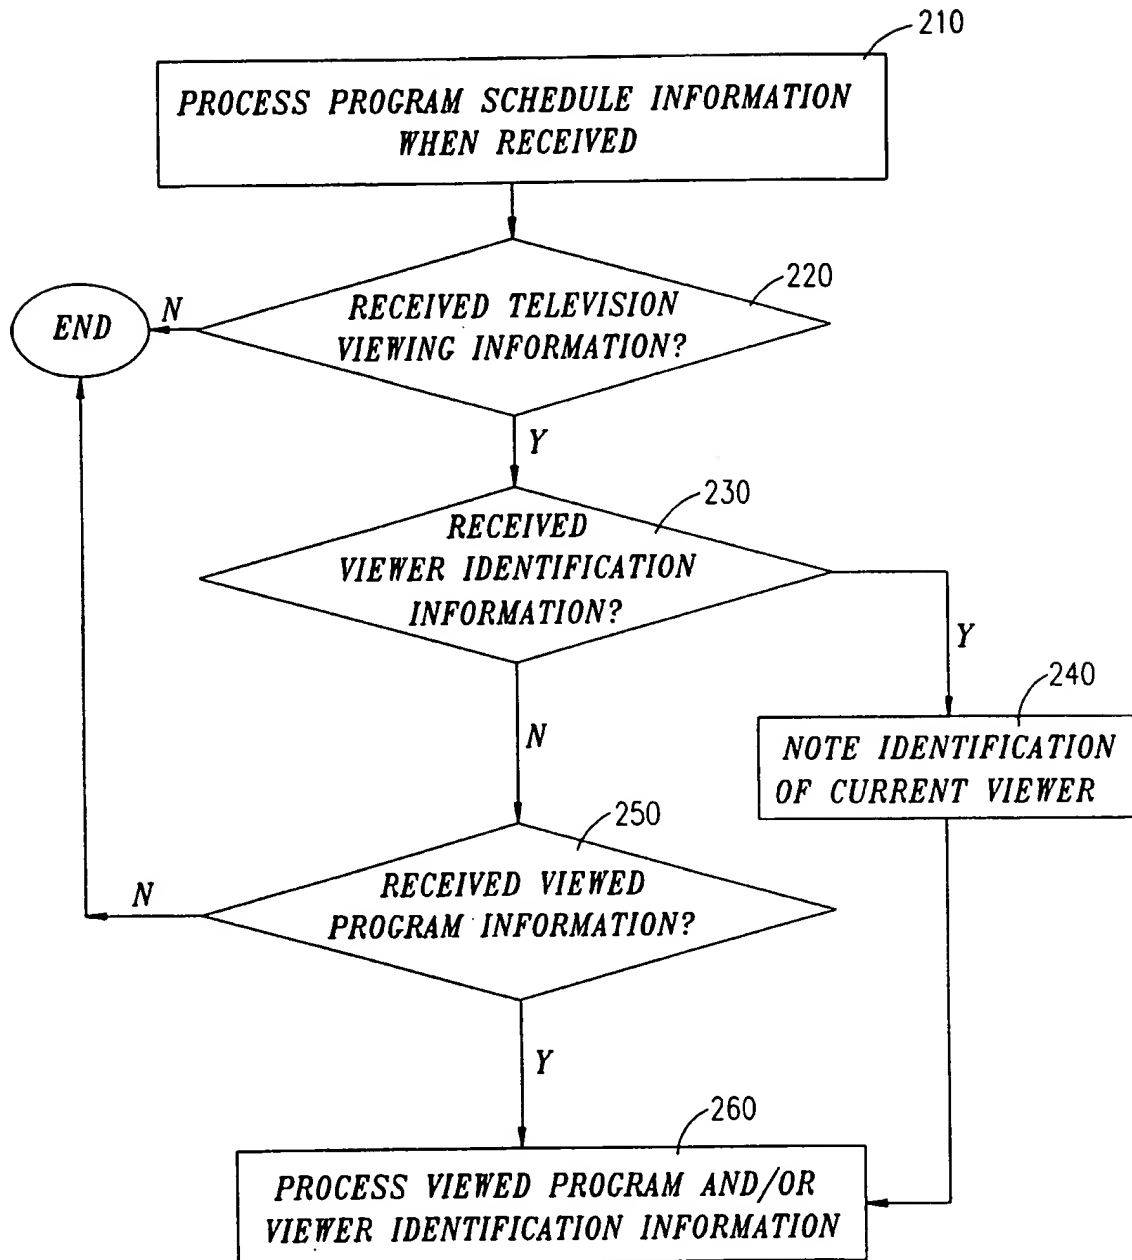 210
PROCESS PROGRAM SCHEDULE INFORMATION
WHEN RECEIVED
220
RECEIVED TELEVISION
VIEWING INFORMATION?
N
END
Y
230
RECEIVED
VIEWER IDENTIFICATION
INFORMATION?
Y
240
NOTE IDENTIFICATION
OF CURRENT VIEWER
N
250
RECEIVED VIEWED
PROGRAM INFORMATION?
N
Y
260
PROCESS VIEWED PROGRAM AND/OR
VIEWER IDENTIFICATION INFORMATION